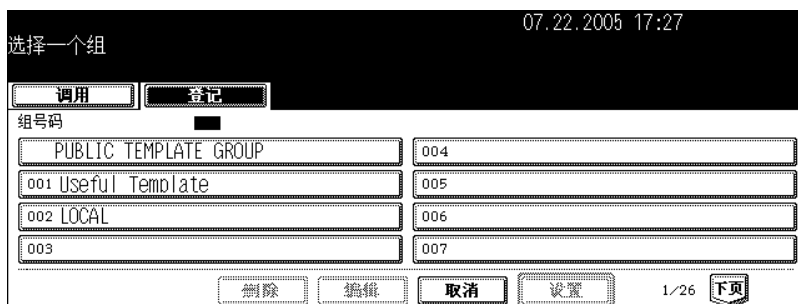 07.22.2005 17:27
选择一个组
调用 登记
组号码
PUBLIC TEMPLATE GROUP 004
001 Useful Template 005
002 LOCAL 006
003 007
删除 编辑 取消 设置 1/26 下页